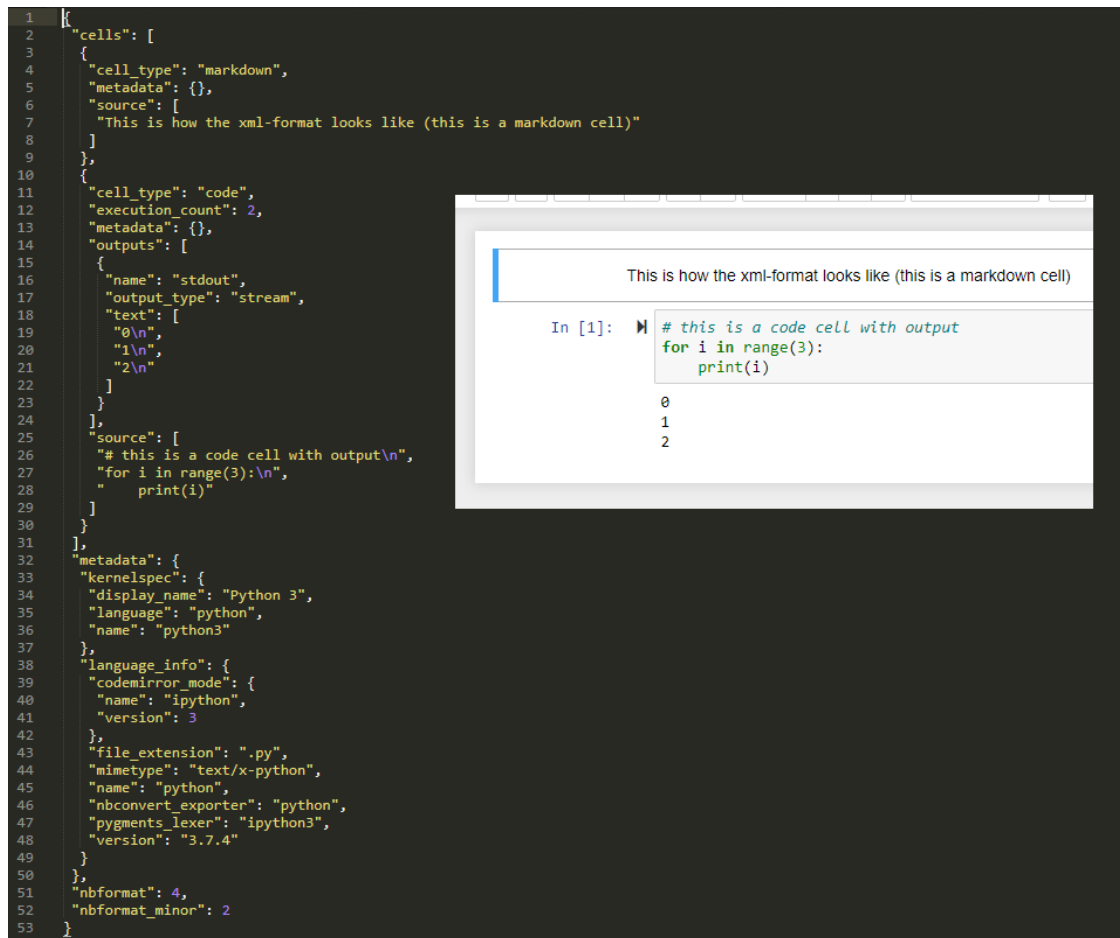 1 {
2 "cells": [
3 {
4 "cell_type": "markdown",
5 "metadata": {},
6 "source": [
7 "This is how the xml-format looks like (this is a markdown cell)"
8 ]
9 },
10 {
11 "cell_type": "code",
12 "execution_count": 2,
13 "metadata": {},
14 "outputs": [
15 {
16 "name": "stdout",
17 "output_type": "stream",
18 "text": [
19 "0\n",
20 "1\n",
21 "2\n"
22 ]
23 }
24 ],
25 "source": [
26 "# this is a code cell with output\n",
27 "for i in range(3):\n",
28 "    print(i)"
29 ]
30 }
31 ],
32 "metadata": {
33 "kernelspec": {
34 "display_name": "Python 3",
35 "language": "python",
36 "name": "python3"
37 },
38 "language_info": {
39 "codemirror_mode": {
40 "name": "ipython",
41 "version": 3
42 },
43 "file_extension": ".py",
44 "mimetype": "text/x-python",
45 "name": "python",
46 "nbconvert_exporter": "python",
47 "pygments_lexer": "ipython3",
48 "version": "3.7.4"
49 }
50 },
51 "nbformat": 4,
52 "nbformat_minor": 2
53 }
This is how the xml-format looks like (this is a markdown cell)
In [1]: # this is a code cell with output
for i in range(3):
    print(i)
0
1
2